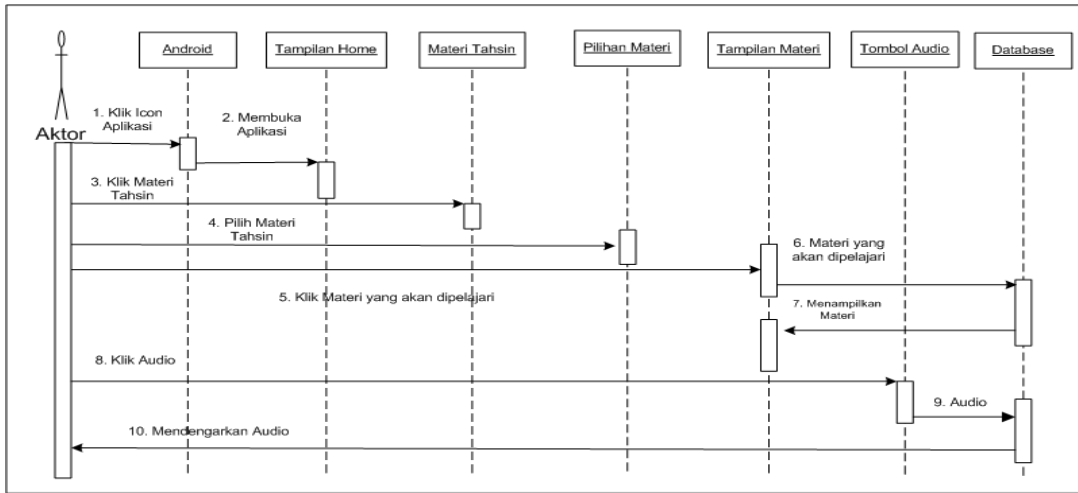 Android
Tampilan Home
Materi Tahsin
Pilihan Materi
Tampilan Materi
Tombol Audio
Database
Aktor
1. Klik Icon
Aplikasi
2. Membuka
Aplikasi
3. Klik Materi
Tahsin
4. Pilih Materi
Tahsin
5. Klik Materi yang akan dipelajari
6. Materi yang
akan dipelajari
7. Menampilkan
Materi
8. Klik Audio
9. Audio
10. Mendengarkan Audio